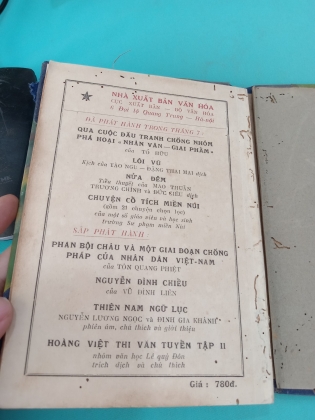 NHÀ XUẤT BẢN VĂN HÓA
CỤC XUẤT BẢN — BỘ VĂN HÓA
6 Đại lộ Quang Trung — Hà-nội
ĐÃ PHÁT HÀNH TRONG THÁNG 7 :
QUA CUỘC ĐẤU TRANH CHỐNG NHÓM
PHÁ HOẠI « NHÂN VĂN — GIAI PHẨM »
của TỐ HỮU
LÔI VŨ
Kịch của TÀO NGU — ĐẶNG THAI MAI dịch
NỬA ĐÊM
Tiểu thuyết của MAO THUẪN
TRƯƠNG CHÍNH và ĐỨC SIÊU dịch
CHUYỆN CỔ TÍCH MIỀN NÚI
(gồm 21 chuyện chọn lọc)
của một số giáo viên và học sinh
trường Sư phạm miền Núi
SẮP PHÁT HÀNH :
PHAN BỘI CHÂU VÀ MỘT GIAI ĐOẠN CHỐNG
PHÁP CỦA NHÂN DÂN VIỆT-NAM
của TÔN QUANG PHIỆT
NGUYỄN ĐÌNH CHIỂU
của VŨ ĐÌNH LIÊN
THIÊN NAM NGỮ LỤC
NGUYỄN LƯƠNG NGỌC và ĐINH GIA KHÁNH
phiên âm, chú thích và giới thiệu
HOÀNG VIỆT THI VĂN TUYỂN TẬP II
nhóm văn học Lê quý Đôn
trích dịch và chú thích
Giá : 780đ.